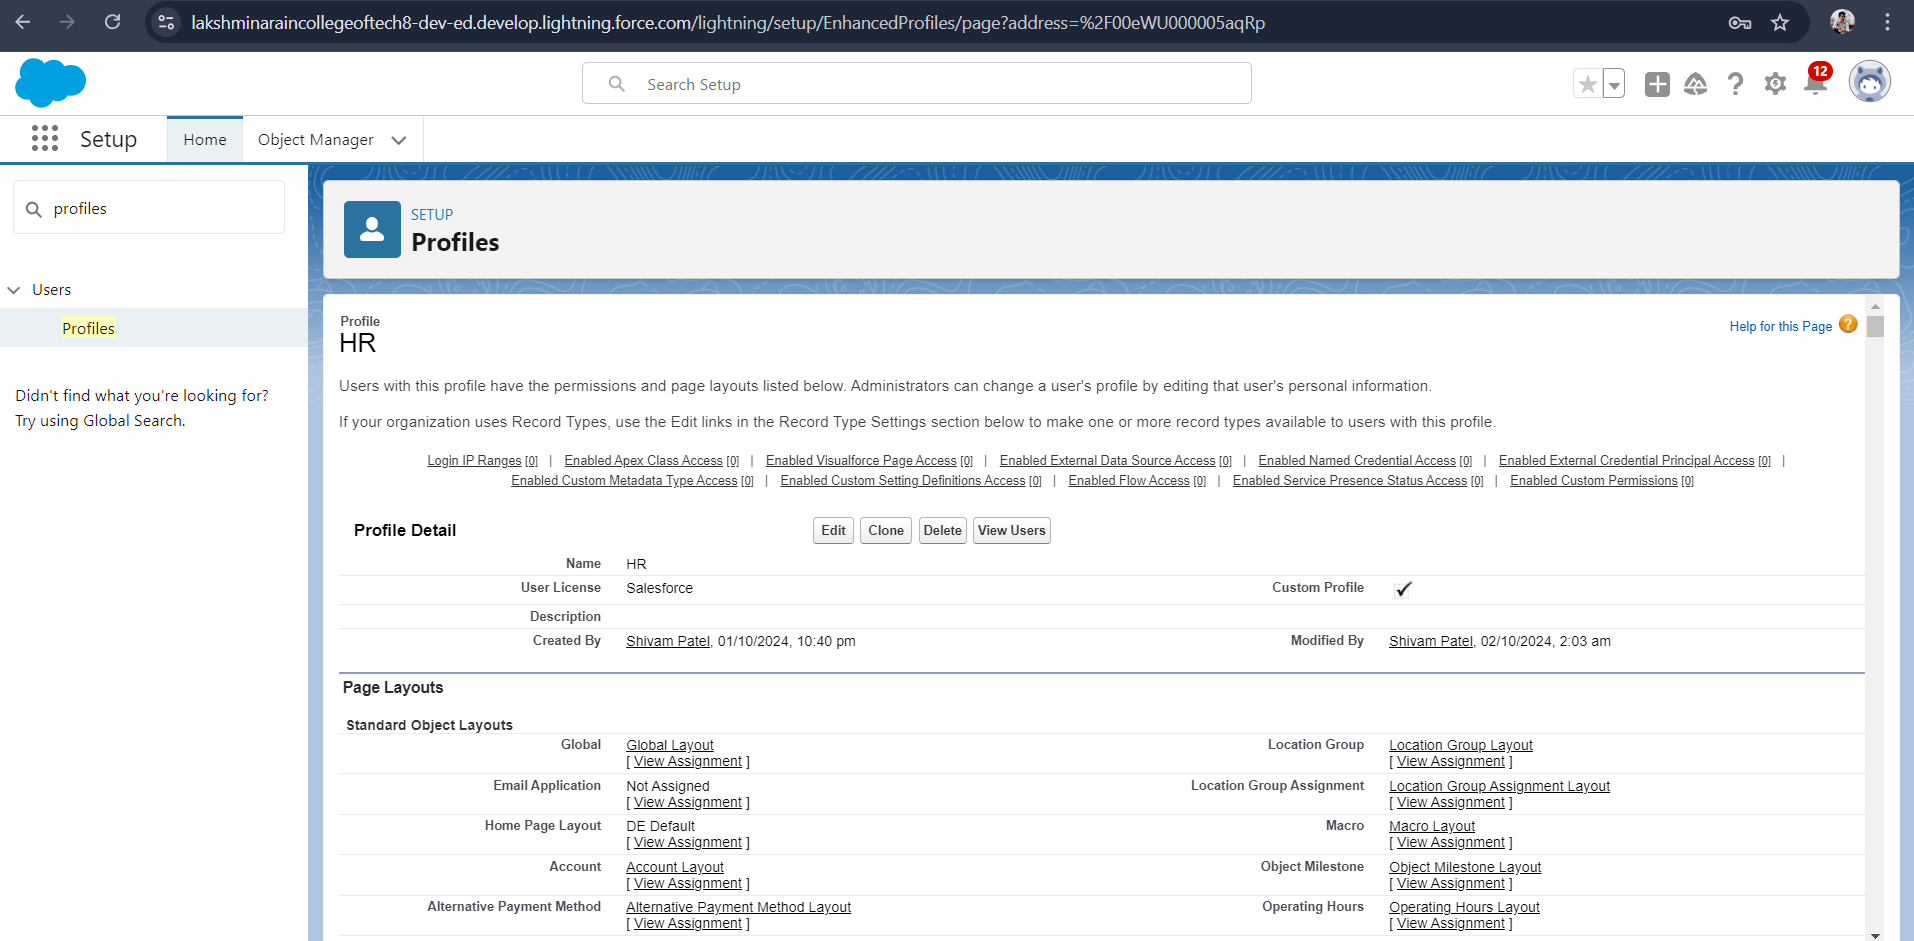 lakshminaraincollegeoftech8-dev-ed.develop.lightning.force.com/lightning/setup/EnhancedProfiles/page?address=%2F00eWU000005aqRp
Search Setup
12
Setup Home Object Manager
profiles
Users
Profiles
Didn't find what you're looking for?
Try using Global Search.
SETUP
Profiles
Profile
HR
Help for this Page ?
Users with this profile have the permissions and page layouts listed below. Administrators can change a user's profile by editing that user's personal information.
If your organization uses Record Types, use the Edit links in the Record Type Settings section below to make one or more record types available to users with this profile.
Login IP Ranges [0] | Enabled Apex Class Access [0] | Enabled Visualforce Page Access [0] | Enabled External Data Source Access [0] | Enabled Named Credential Access [0] | Enabled External Credential Principal Access [0] |
Enabled Custom Metadata Type Access [0] | Enabled Custom Setting Definitions Access [0] | Enabled Flow Access [0] | Enabled Service Presence Status Access [0] | Enabled Custom Permissions [0]
Profile Detail Edit Clone Delete View Users
Name HR
User License Salesforce Custom Profile
Description
Created By Shivam Patel, 01/10/2024, 10:40 pm Modified By Shivam Patel, 02/10/2024, 2:03 am
Page Layouts
Standard Object Layouts
Global Global Layout Location Group Location Group Layout
[ View Assignment ] [ View Assignment ]
Email Application Not Assigned Location Group Assignment Location Group Assignment Layout
[ View Assignment ] [ View Assignment ]
Home Page Layout DE Default Macro Macro Layout
[ View Assignment ] [ View Assignment ]
Account Account Layout Object Milestone Object Milestone Layout
[ View Assignment ] [ View Assignment ]
Alternative Payment Method Alternative Payment Method Layout Operating Hours Operating Hours Layout
[ View Assignment ] [ View Assignment ]